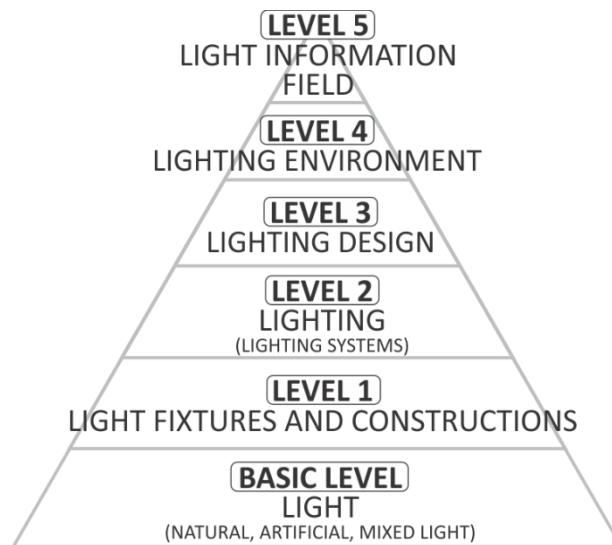 LEVEL 5
LIGHT INFORMATION
FIELD
LEVEL 4
LIGHTING ENVIRONMENT
LEVEL 3
LIGHTING DESIGN
LEVEL 2
LIGHTING
(LIGHTING SYSTEMS)
LEVEL 1
LIGHT FIXTURES AND CONSTRUCTIONS
BASIC LEVEL
LIGHT
(NATURAL, ARTIFICIAL, MIXED LIGHT)